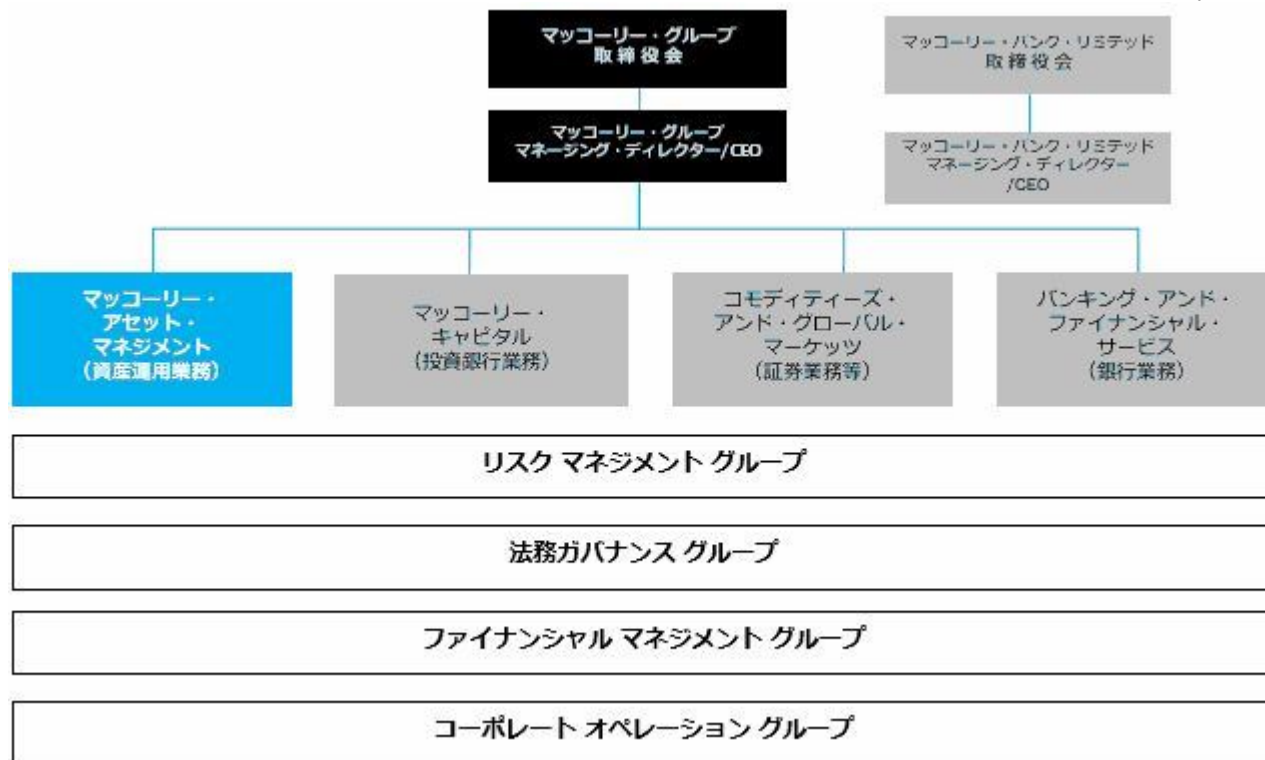 マッコーリー・グループ
取締役会
マッコーリー・バンク・リミテッド
取締役会
マッコーリー・グループ
マネージング・ディレクター/CEO
マッコーリー・バンク・リミテッド
マネージング・ディレクター
/CEO
マッコーリー・
アセット・
マネジメント
(資産運用業務)
マッコーリー・
キャピタル
(投資銀行業務)
コモディティーズ・
アンド・グローバル・
マーケッツ
(証券業務等)
バンキング・アンド・
ファイナンシャル・
サービス
(銀行業務)
リスク マネジメント グループ
法務ガバナンス グループ
ファイナンシャル マネジメント グループ
コーポレート オペレーション グループ